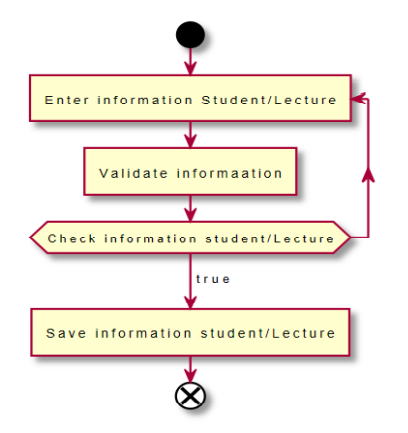 Enter information Student/Lecture
Validate informaation
Check information student/Lecture
true
Save information student/Lecture